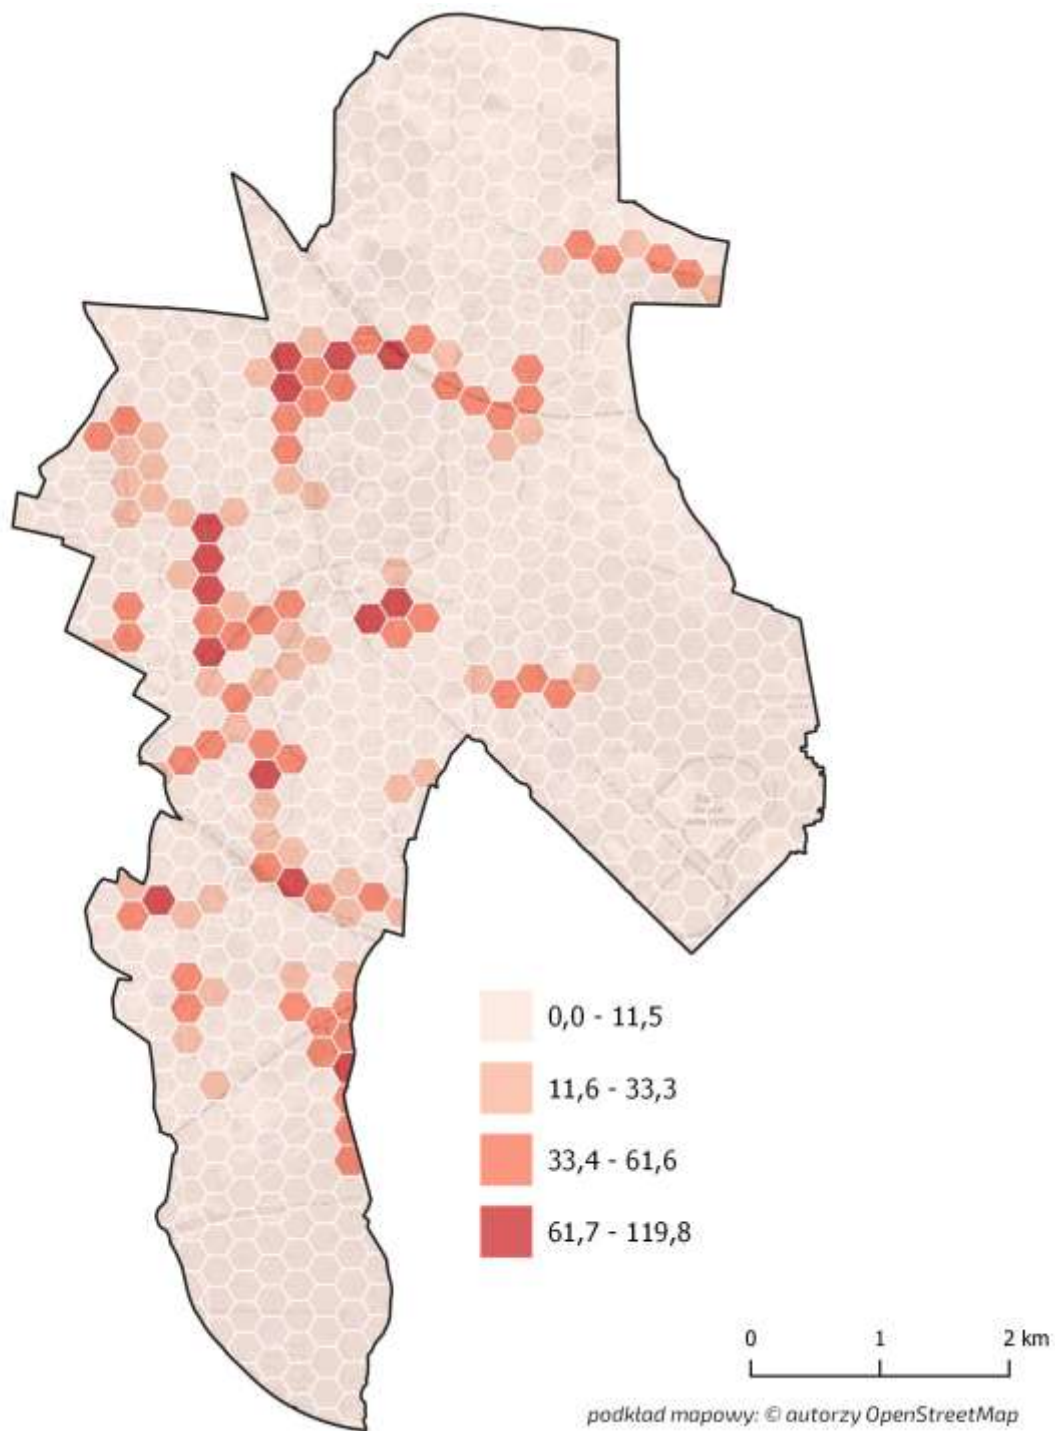 0,0 - 11,5
11,6 - 33,3
33,4 - 61,6
61,7 - 119,8
0 1 2 km
podkład mapowy: © autorzy OpenStreetMap